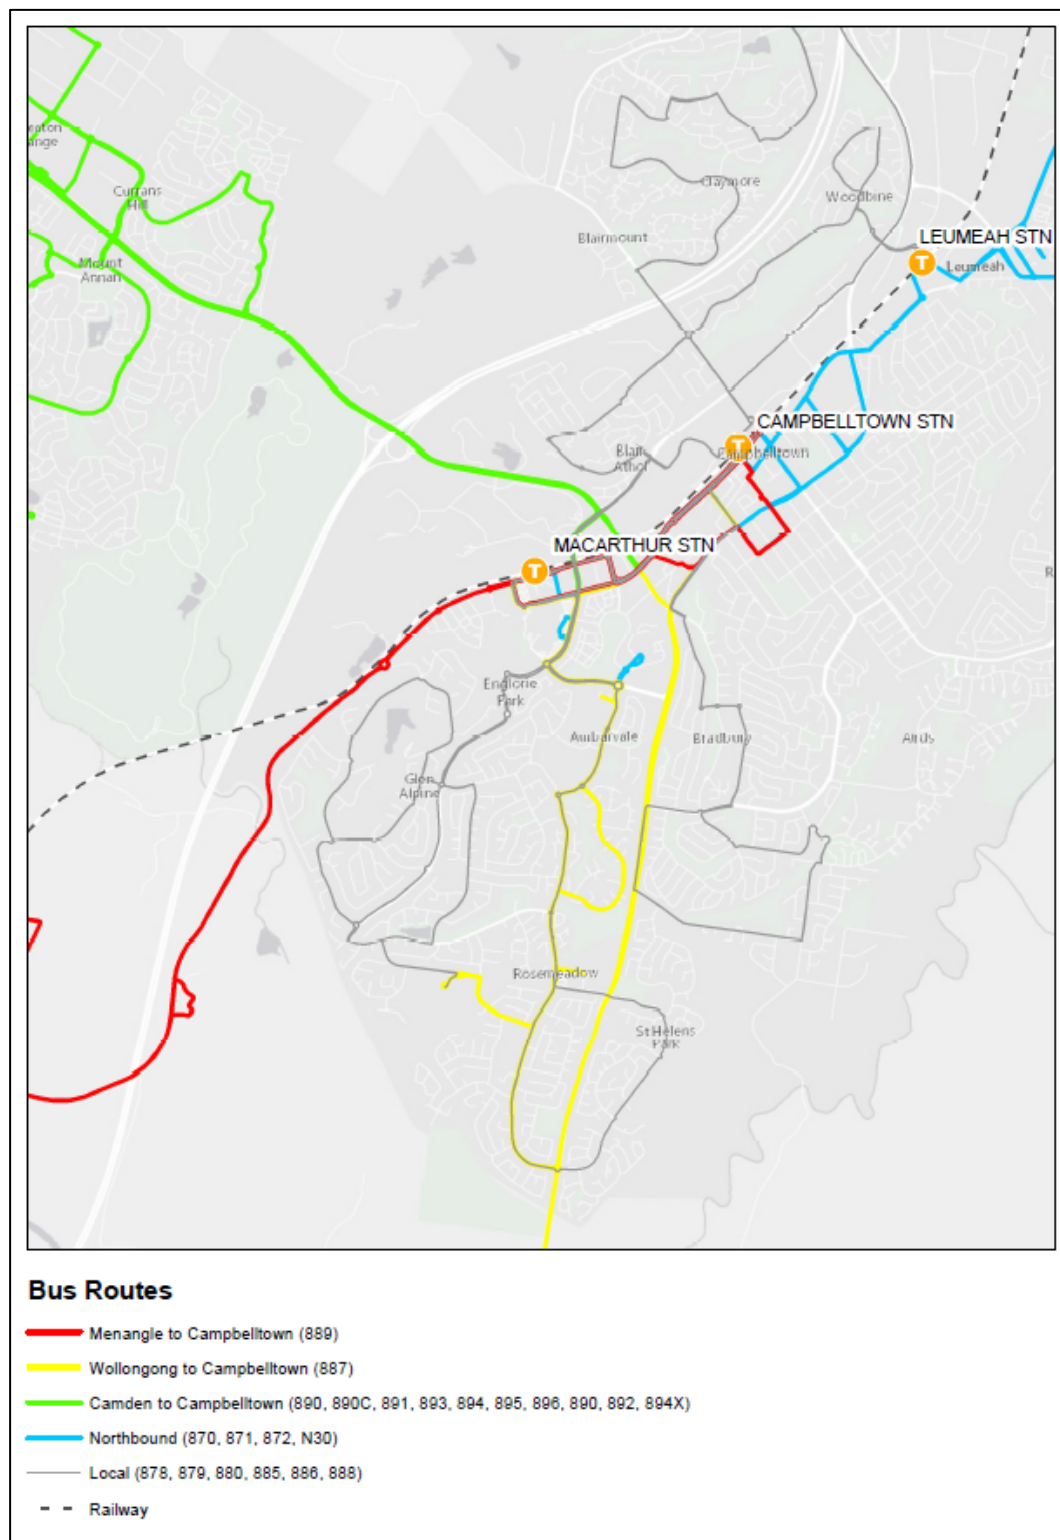 Claymore
Woodbine
Currans
Hill
Blairmount
LEUMEAH STN
Leumeah
Mount
Annan
CAMPBELLTOWN STN
Campbelltown
Blair
Athol
MACARTHUR STN
Englorie
Park
Ambarvale
Bradbury
Airds
Glen
Alpine
Rosemeadow
St Helens
Park
Bus Routes
Menangle to Campbelltown (889)
Wollongong to Campbelltown (887)
Camden to Campbelltown (890, 890C, 891, 893, 894, 895, 896, 890, 892, 894X)
Northbound (870, 871, 872, N30)
Local (878, 879, 880, 885, 886, 888)
Railway